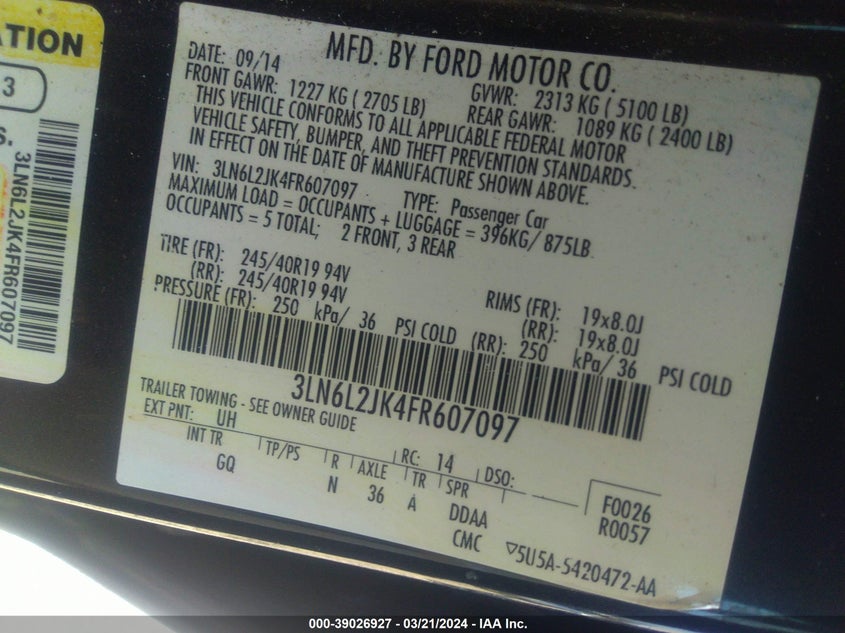 ATION
3
S.
3LN6L2JK4FR607097
MFD. BY FORD MOTOR CO.
DATE: 09/14 GVWR: 2313 KG ( 5100 LB)
FRONT GAWR: 1227 KG ( 2705 LB) REAR GAWR: 1089 KG ( 2400 LB)
THIS VEHICLE CONFORMS TO ALL APPLICABLE FEDERAL MOTOR
VEHICLE SAFETY, BUMPER, AND THEFT PREVENTION STANDARDS
IN EFFECT ON THE DATE OF MANUFACTURE SHOWN ABOVE.
VIN: 3LN6L2JK4FR607097 TYPE: Passenger Car
MAXIMUM LOAD = OCCUPANTS + LUGGAGE = 396KG/ 875LB
OCCUPANTS = 5 TOTAL; 2 FRONT, 3 REAR
TIRE (FR): 245/40R19 94V RIMS (FR): 19x8.0J
(RR): 245/40R19 94V (RR): 19x8.0J
PRESSURE (FR): 250 kPa/ 36 PSI COLD (RR): 250 kPa/ 36 PSI COLD
3LN6L2JK4FR607097
TRAILER TOWING - SEE OWNER GUIDE
EXT PNT: UH RC: 14 DSO:
INT TR TP/PS R AXLE TR SPR F0026
GQ N 36 A DDAA R0057
CMC ▽5U5A-5420472-AA
000-39026927 / 03/21/2024 - IAA Inc.